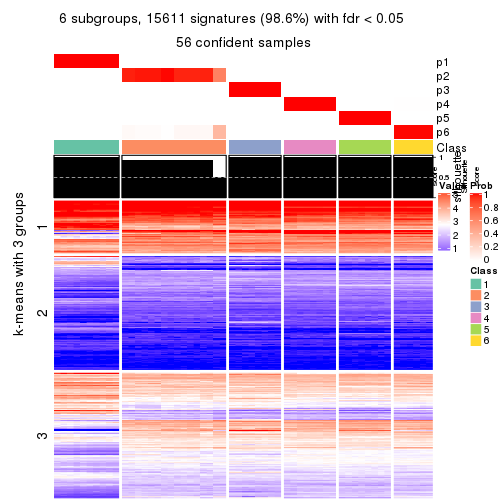 6 subgroups, 15611 signatures (98.6%) with fdr < 0.05
56 confident samples
p1
p2
p3
p4
p5
p6
Class
1
0.5
silhouette
score
Value
4
3
2
1
Prob
1
0.8
0.6
0.4
0.2
0
Class
1
2
3
4
5
6
k-means with 3 groups
1
2
3